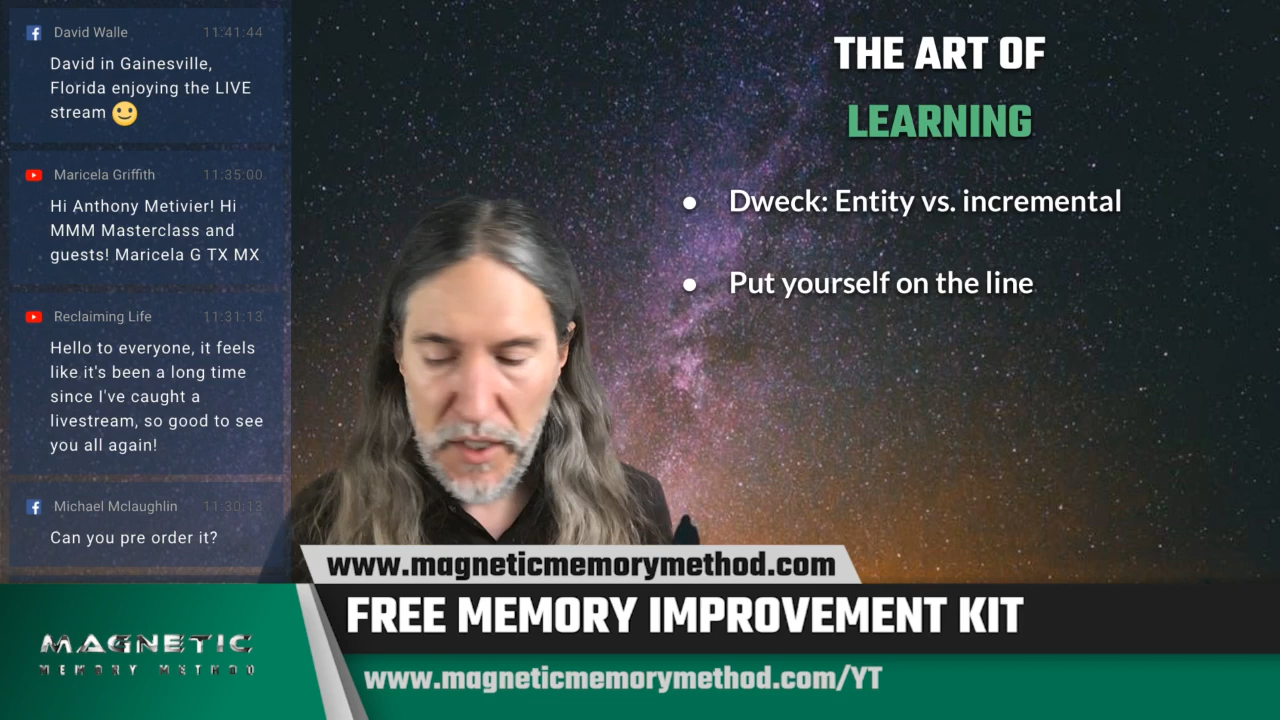 David Walle 11:41:44
David in Gainesville,
Florida enjoying the LIVE
stream 🙂
Maricela Griffith 11:35:00
Hi Anthony Metivier! Hi
MMM Masterclass and
guests! Maricela G TX MX
Reclaiming Life 11:31:13
Hello to everyone, it feels
like it's been a long time
since I've caught a
livestream, so good to see
you all again!
Michael Mclaughlin 11:30:13
Can you pre order it?
THE ART OF
LEARNING
• Dweck: Entity vs. incremental
• Put yourself on the line
www.magneticmemorymethod.com
FREE MEMORY IMPROVEMENT KIT
www.magneticmemorymethod.com/YT
MAGNETIC
MEMORY METHOD